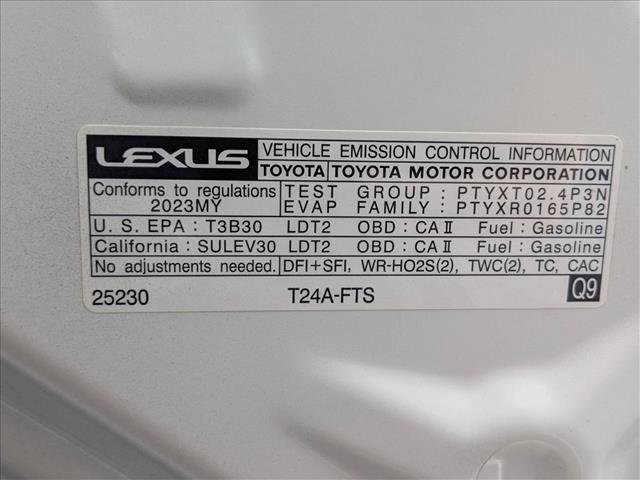 LEXUS VEHICLE EMISSION CONTROL INFORMATION
TOYOTA TOYOTA MOTOR CORPORATION
Conforms to regulations TEST GROUP : PTYXT02.4P3N
2023MY EVAP FAMILY : PTYXR0165P82
U. S. EPA : T3B30 LDT2 OBD : CA II Fuel : Gasoline
California : SULEV30 LDT2 OBD : CA II Fuel : Gasoline
No adjustments needed. DFI+SFI, WR-HO2S(2), TWC(2), TC, CAC
25230 T24A-FTS Q9